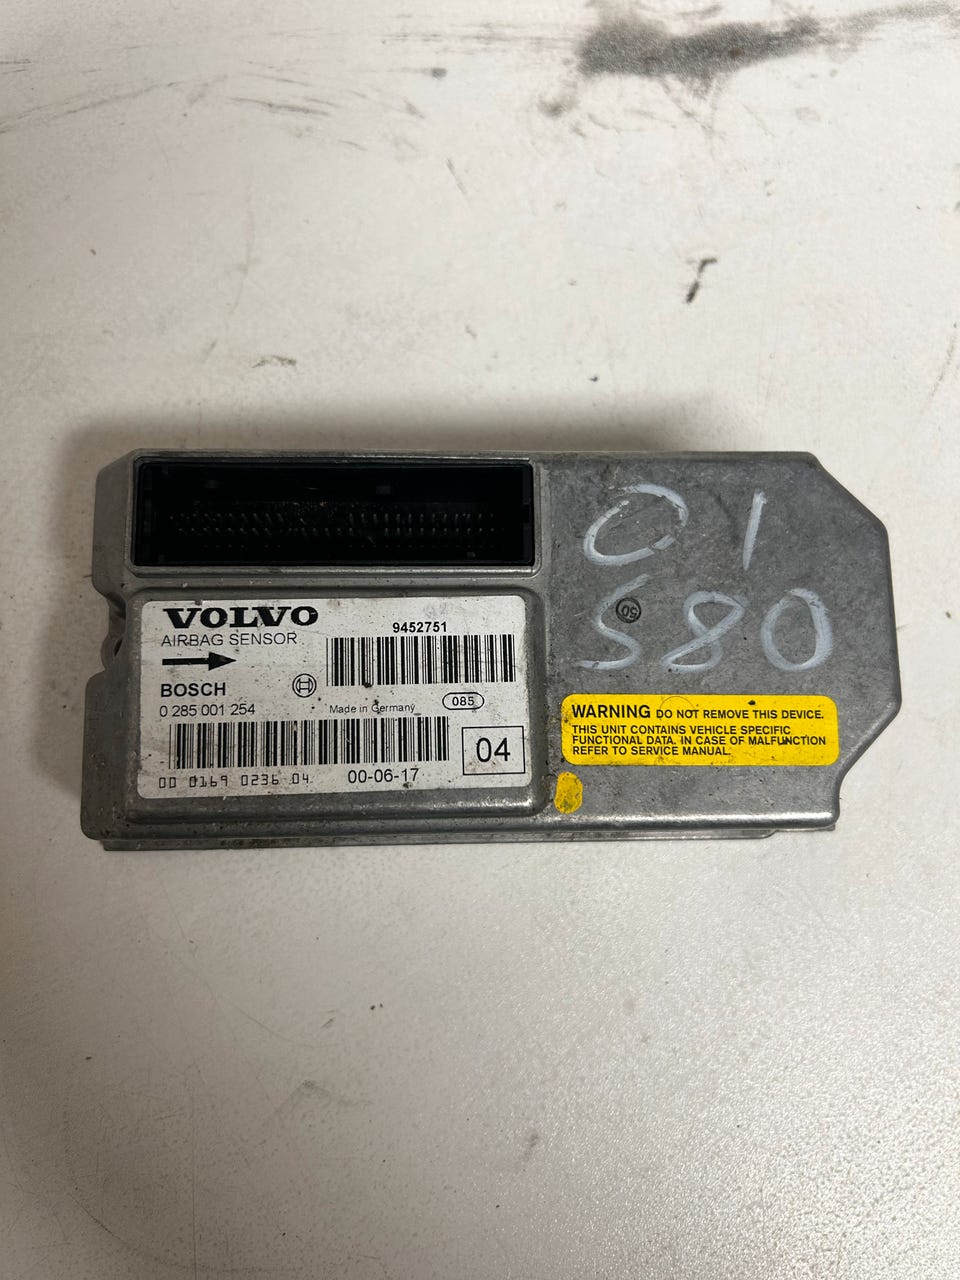 01
S80
50
VOLVO
AIRBAG SENSOR
9452751
BOSCH
0 285 001 254
Made in Germany
085
04
00 0169 0236 04
00-06-17
WARNING DO NOT REMOVE THIS DEVICE.
THIS UNIT CONTAINS VEHICLE SPECIFIC
FUNCTIONAL DATA. IN CASE OF MALFUNCTION
REFER TO SERVICE MANUAL.